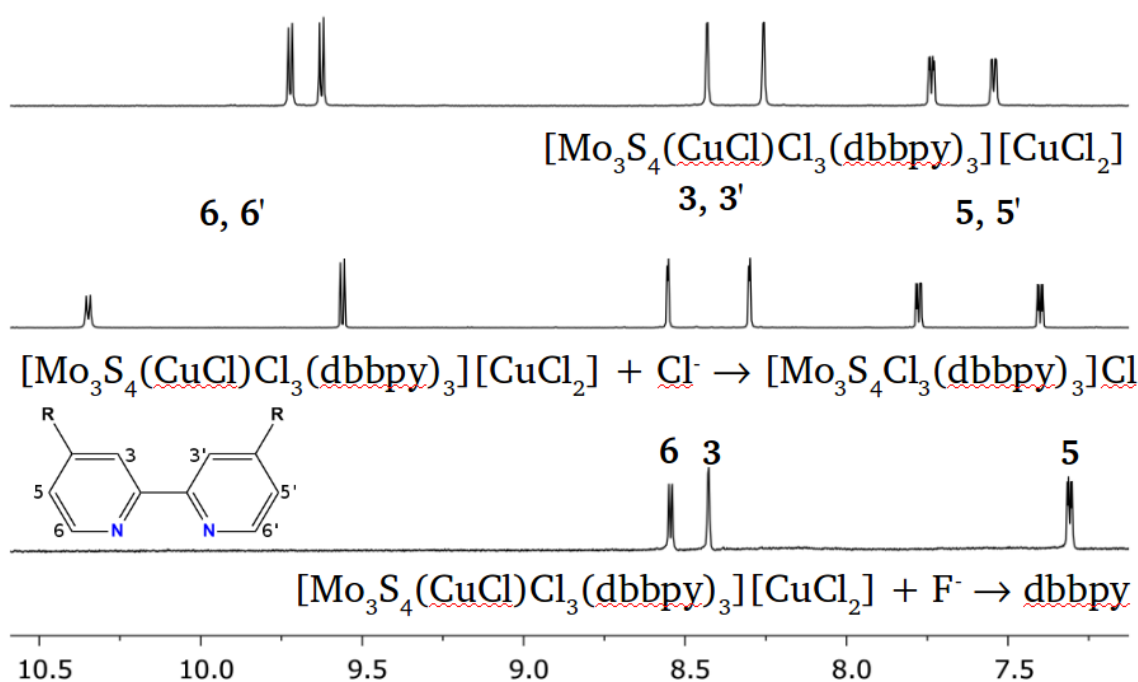 [Mo₃S₄(CuCl)Cl₃(dbbpy)₃][CuCl₂]
6, 6' 3, 3' 5, 5'
[Mo₃S₄(CuCl)Cl₃(dbbpy)₃][CuCl₂] + Cl⁻ → [Mo₃S₄Cl₃(dbbpy)₃]Cl
R R
6 3 5
3 3'
5 5'
6 N N 6'
[Mo₃S₄(CuCl)Cl₃(dbbpy)₃][CuCl₂] + F⁻ → dbbpy
10.5 10.0 9.5 9.0 8.5 8.0 7.5